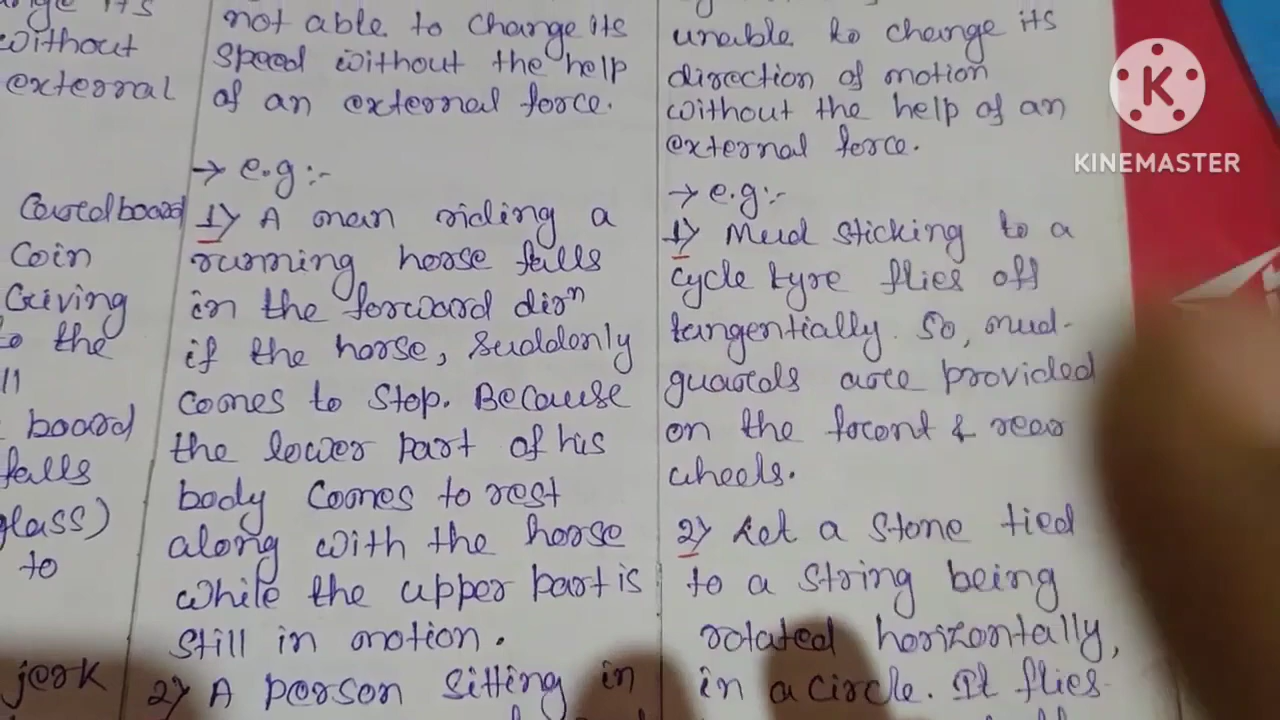 without
external
Cardboard
Coin
Giving
to the
board
falls
glass)
to
jerk
not able to change its
speed without the help
of an external force.
→ e.g:-
1) A man riding a
running horse falls
in the forward dirⁿ
if the horse, suddenly
comes to stop. Because
the lower part of his
body comes to rest
along with the horse
while the upper part is
still in motion.
2) A person sitting in
unable to change its
direction of motion
without the help of an
external force.
→ e.g:-
1) Mud sticking to a
cycle tyre flies off
tangentially. So, mud-
guards are provided
on the front & rear
wheels.
2) Let a stone tied
to a string being
rotated horizontally,
in a circle. It flies
K
KINEMASTER